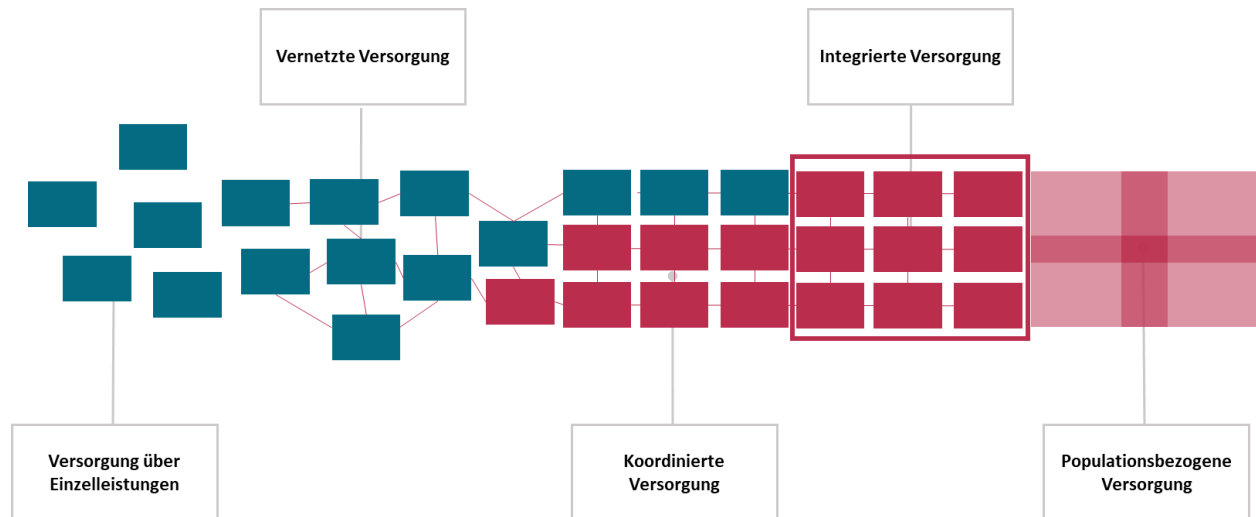 Vernetzte Versorgung
Integrierte Versorgung
Versorgung über
Einzelleistungen
Koordinierte
Versorgung
Populationsbezogene
Versorgung